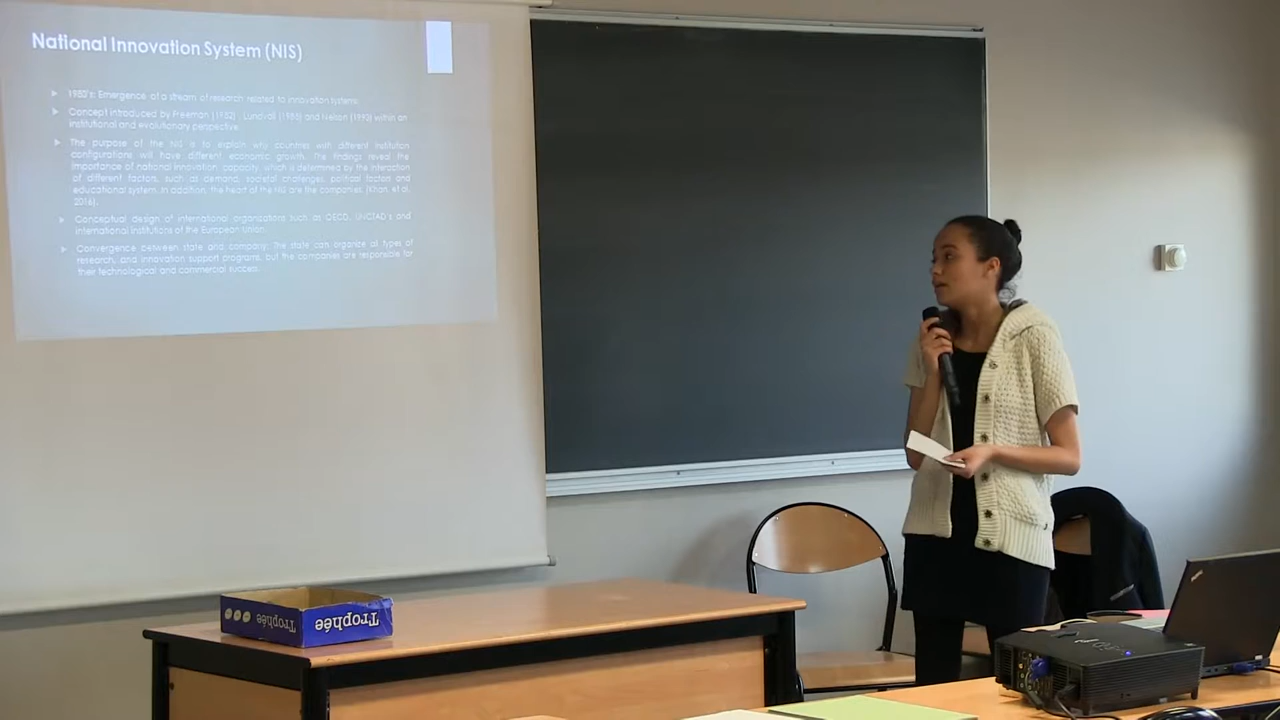 National Innovation System (NIS)
1980's: Emergence of a stream of research related to innovation systems.
Concept introduced by Freeman (1982), Lundvall (1985) and Nelson (1993) within an
institutional and evolutionary perspective
The purpose of the NIS is to explain why countries with different institution
configurations will have different economic growth. The findings reveal the
importance of national innovation capacity, which is determined by the interaction
of different factors, such as demand, societal challenges, political factors and
educational system. In addition, the heart of the NIS are the companies. (Khan, et al.
2016).
Conceptual design of international organizations such as OECD, UNCTAD's and
international institutions of the European Union
Convergence between state and company: The state can organize all types of
research, and innovation support programs, but the companies are responsible for
their technological and commercial success.
Trophée
Trophée